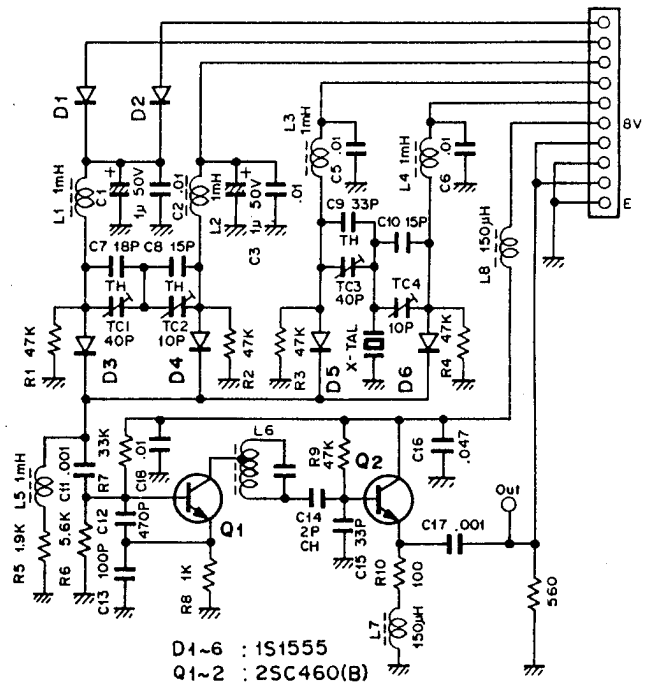 D1
D2
L1 1mH
C1
+
1μ 50V
C2 .01
L2 1mH
+
1μ 50V
.01
C3
L3 1mH
C5 .01
L4 1mH
C6 .01
8V
E
L8 150μH
C7 18P
C8 15P
TH
TH
TC1
40P
TC2
10P
C9 33P
TH
C10 15P
TC3
40P
TC4
10P
R1 47K
D3
D4
R2 47K
R3 47K
D5
X-TAL
D6
R4 47K
L5 1mH
C11 .001
R7 33K
C18 .01
L6
R9 47K
Q2
C16 .047
Q1
R5 1.9K
R6 5.6K
C12 470P
C13 100P
R8 1K
C14
2P
CH
C15 33P
R10 100
C17 .001
Out
L7 150μH
560
D1~6 : 1S1555
Q1~2 : 2SC460(B)